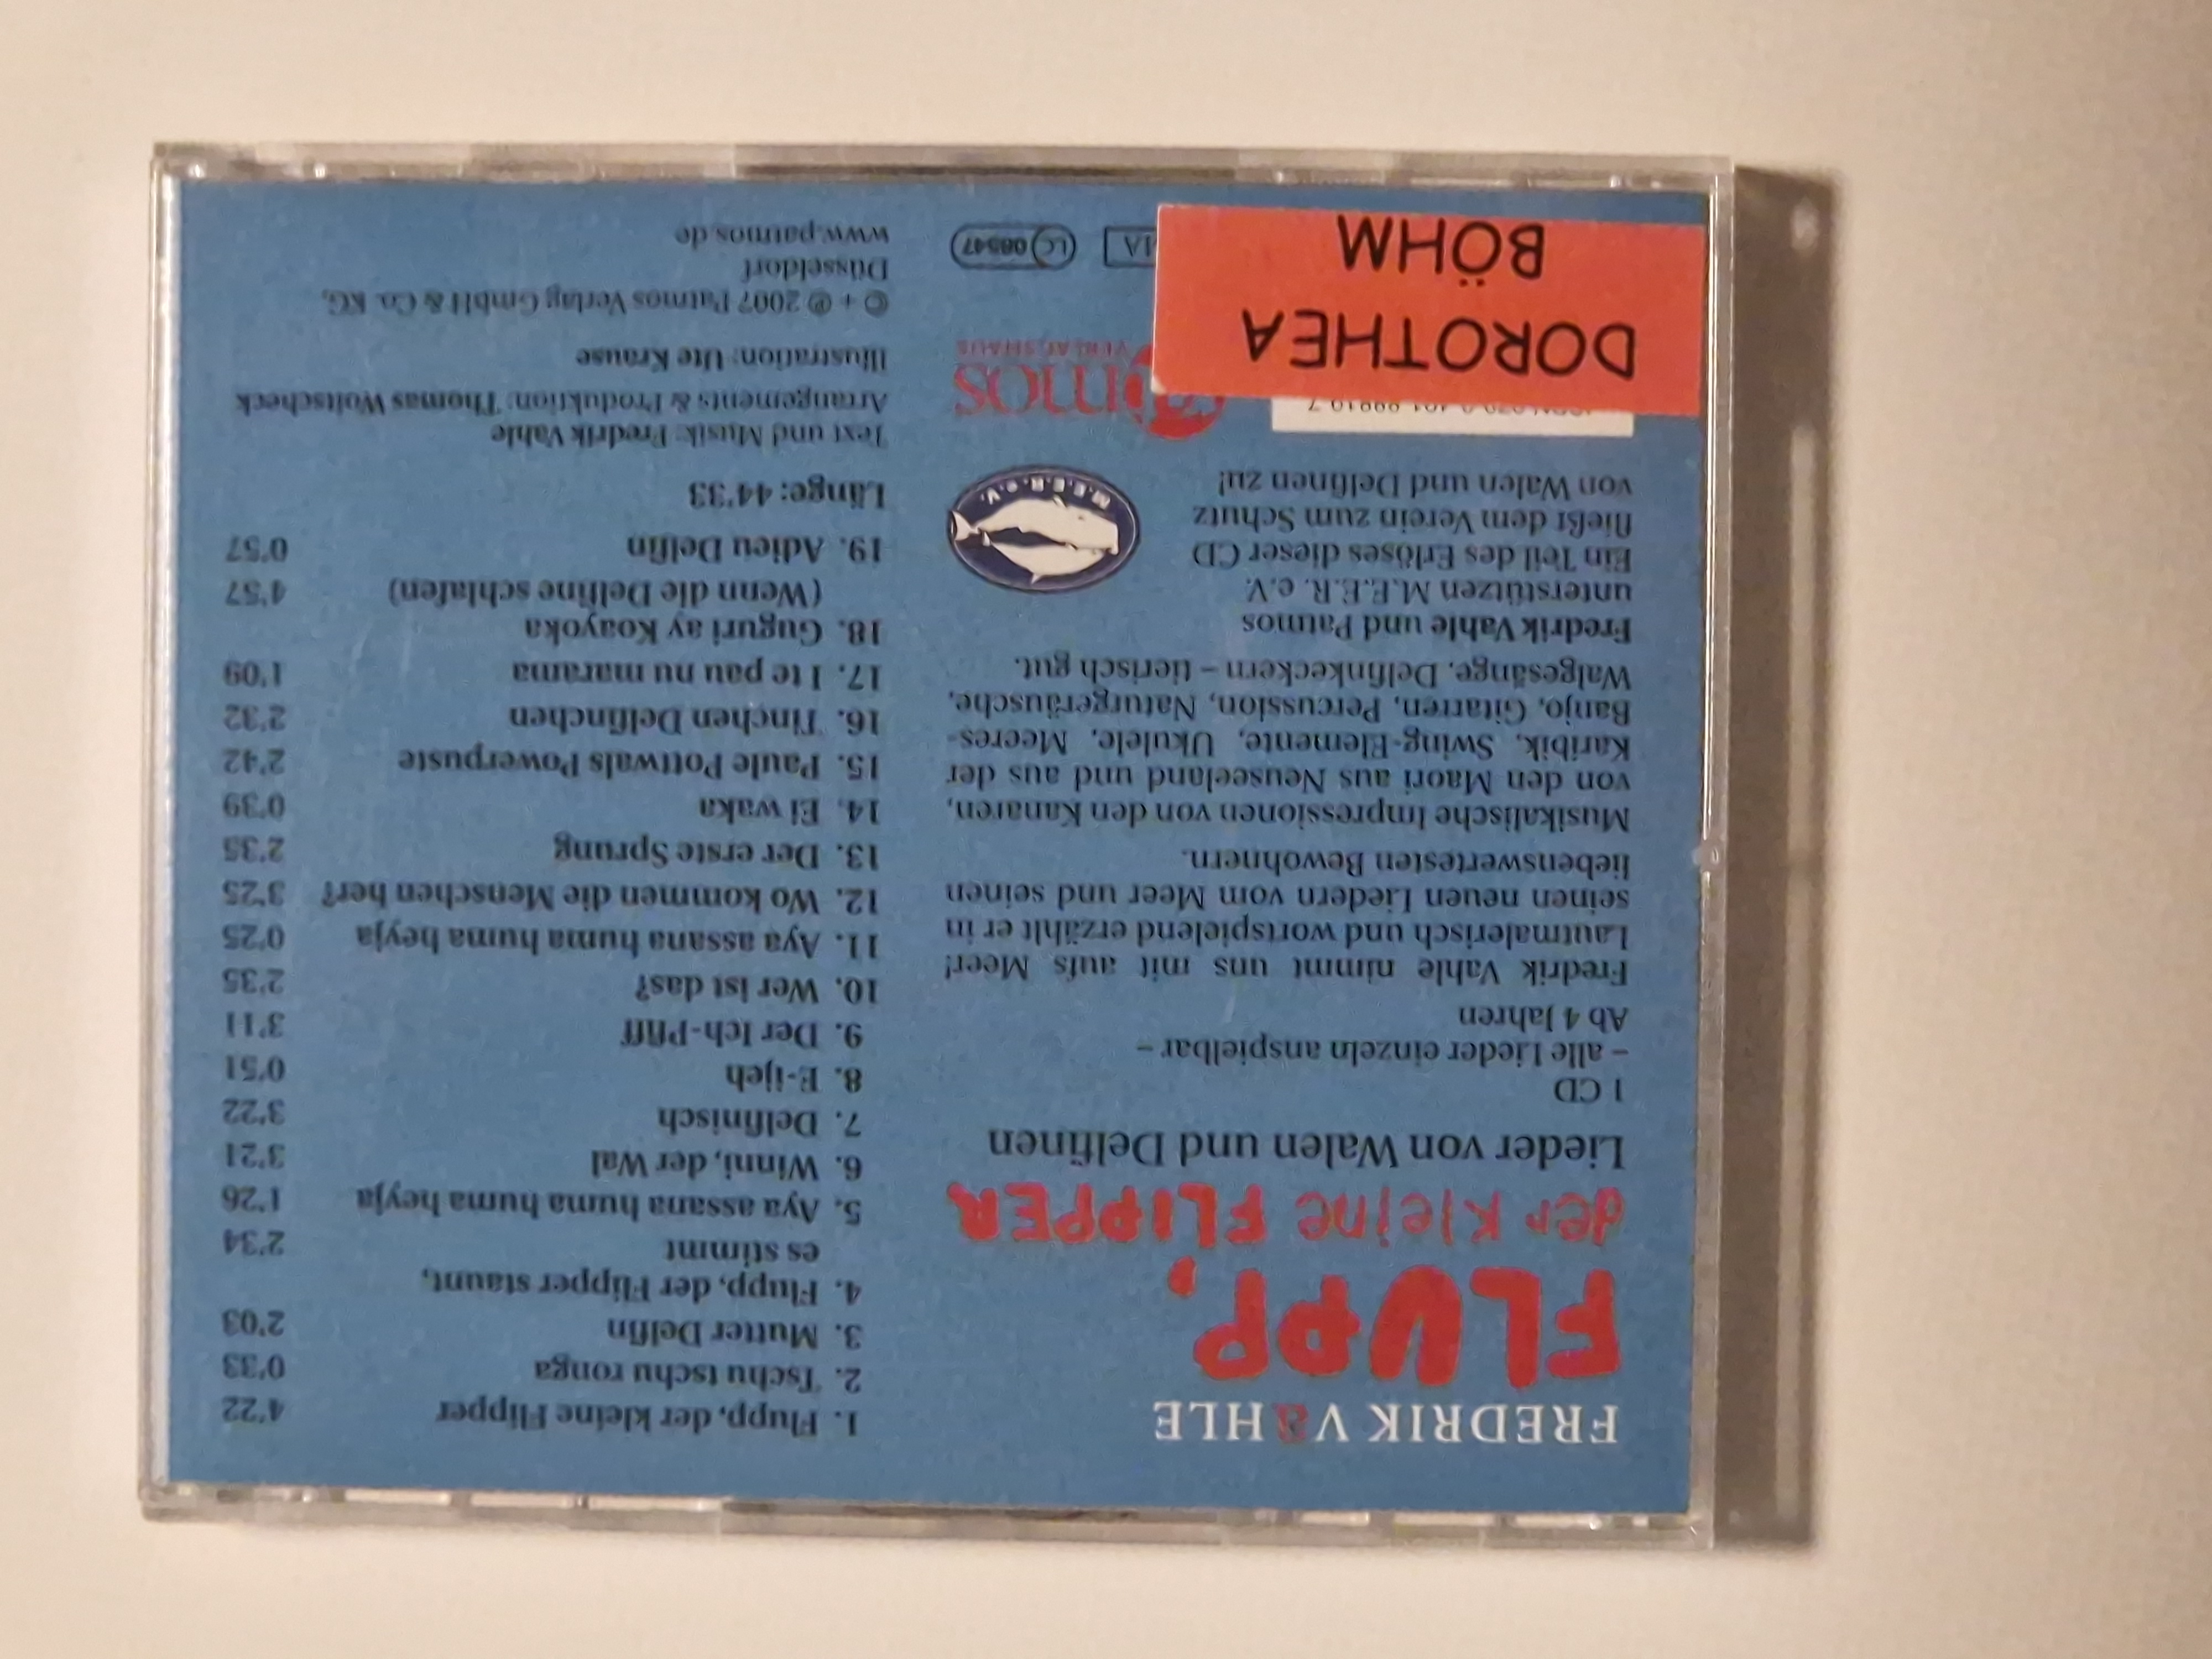 FREDRIK VAHLE
FLUPP,
der kleine FLIPPER
Lieder von Walen und Delfinen
1 CD
– alle Lieder einzeln anspielbar –
Ab 4 Jahren
Fredrik Vahle nimmt uns mit aufs Meer!
Lautmalerisch und wortspielend erzählt er in
seinen neuen Liedern vom Meer und seinen
liebenswertesten Bewohnern.
Musikalische Impressionen von den Kanaren,
von den Maori aus Neuseeland und aus der
Karibik, Swing-Elemente, Ukulele, Meeres-
Banjo, Gitarren, Percussion, Naturgeräusche,
Walgesänge, Delfinkeckern – tierisch gut.
Fredrik Vahle und Patmos
unterstützen M.E.E.R. e.V.
Ein Teil des Erlöses dieser CD
fließt dem Verein zum Schutz
von Walen und Delfinen zu!
M.E.E.R. e.V.
VERLAGSHAUS
DOROTHEA
BÖHM
LC 08547
1. Flupp, der kleine Flipper 4'22
2. Tschu tschu ronga 0'33
3. Mutter Delfin 2'03
4. Flupp, der Flipper staunt,
es stimmt 2'34
5. Aya assana huma huma heyja 1'26
6. Winni, der Wal 3'21
7. Delfinisch 3'22
8. E-ijeh 0'51
9. Der Ich-Pfiff 3'11
10. Wer ist das? 2'35
11. Aya assana huma huma heyja 0'25
12. Wo kommen die Menschen her? 3'25
13. Der erste Sprung 2'35
14. Ei waka 0'39
15. Paule Pottwals Powerpuste 2'42
16. Tinchen Delfinchen 2'32
17. I te pau nu marama 1'09
18. Guguri ay Koayoka
(Wenn die Delfine schlafen) 4'57
19. Adieu Delfin 0'57
Länge: 44'33
Text und Musik: Fredrik Vahle
Arrangements & Produktion: Thomas Woitscheck
Illustration: Ute Krause
© + ℗ 2007 Patmos Verlag GmbH & Co. KG,
Düsseldorf
www.patmos.de